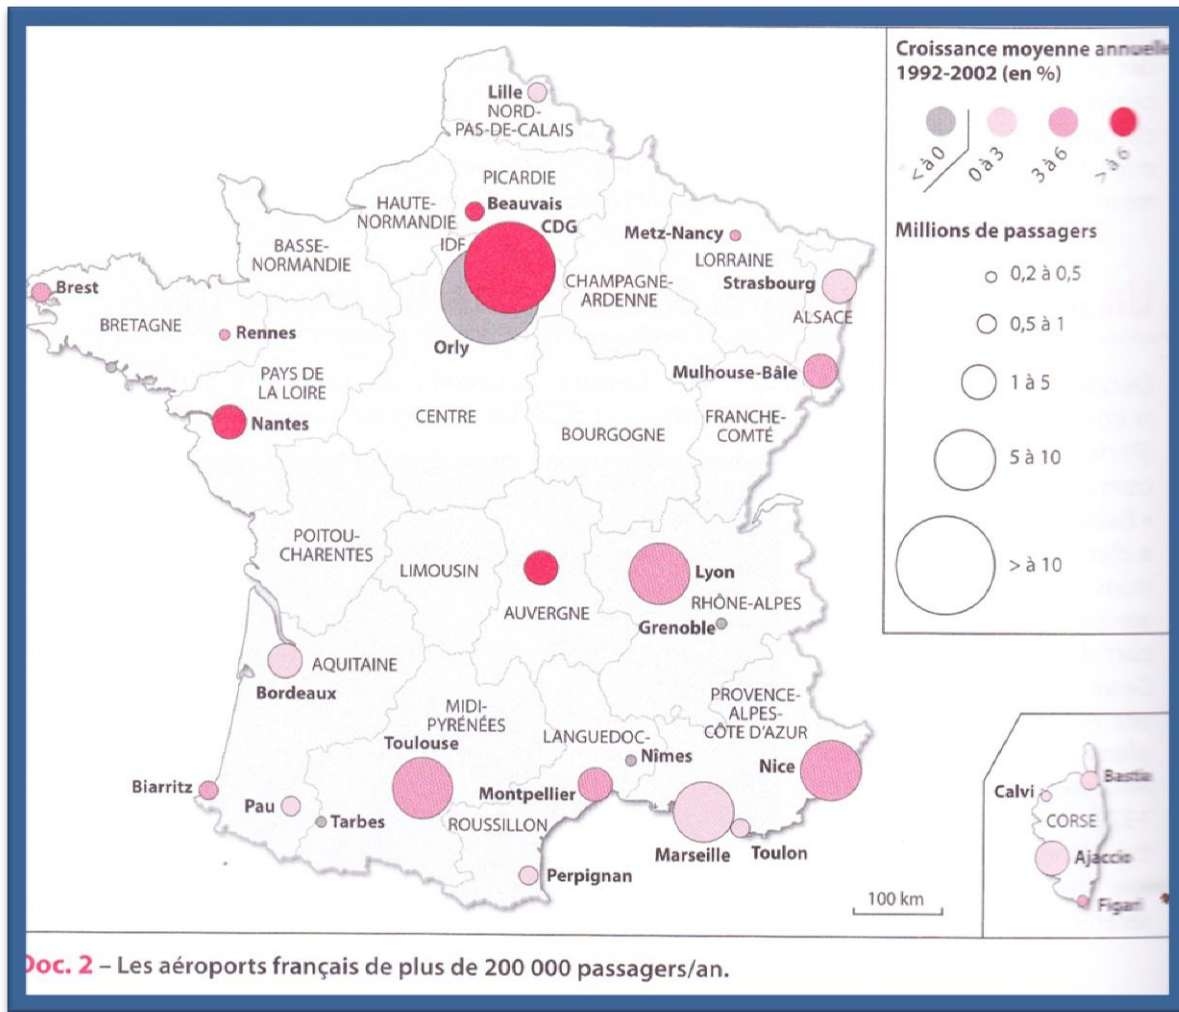 Croissance moyenne annuelle
1992-2002 (en %)
< à 0
0 à 3
3 à 6
> à 6
Millions de passagers
0,2 à 0,5
0,5 à 1
1 à 5
5 à 10
> à 10
Lille
NORD-
PAS-DE-CALAIS
PICARDIE
Beauvais
HAUTE-
NORMANDIE
CDG
IDF
BASSE-
NORMANDIE
Metz-Nancy
LORRAINE
CHAMPAGNE-
ARDENNE
Strasbourg
ALSACE
Brest
BRETAGNE
Rennes
Orly
PAYS DE
LA LOIRE
Nantes
CENTRE
Mulhouse-Bâle
BOURGOGNE
FRANCHE-
COMTÉ
POITOU-
CHARENTES
LIMOUSIN
AUVERGNE
Lyon
RHÔNE-ALPES
Grenoble
AQUITAINE
Bordeaux
MIDI-
PYRÉNÉES
Toulouse
LANGUEDOC-
PROVENCE-
ALPES-
CÔTE D'AZUR
Nîmes
Nice
Biarritz
Pau
Tarbes
Montpellier
ROUSSILLON
Marseille
Toulon
Perpignan
100 km
Calvi
Bastia
CORSE
Ajaccio
Figari
Doc. 2 – Les aéroports français de plus de 200 000 passagers/an.